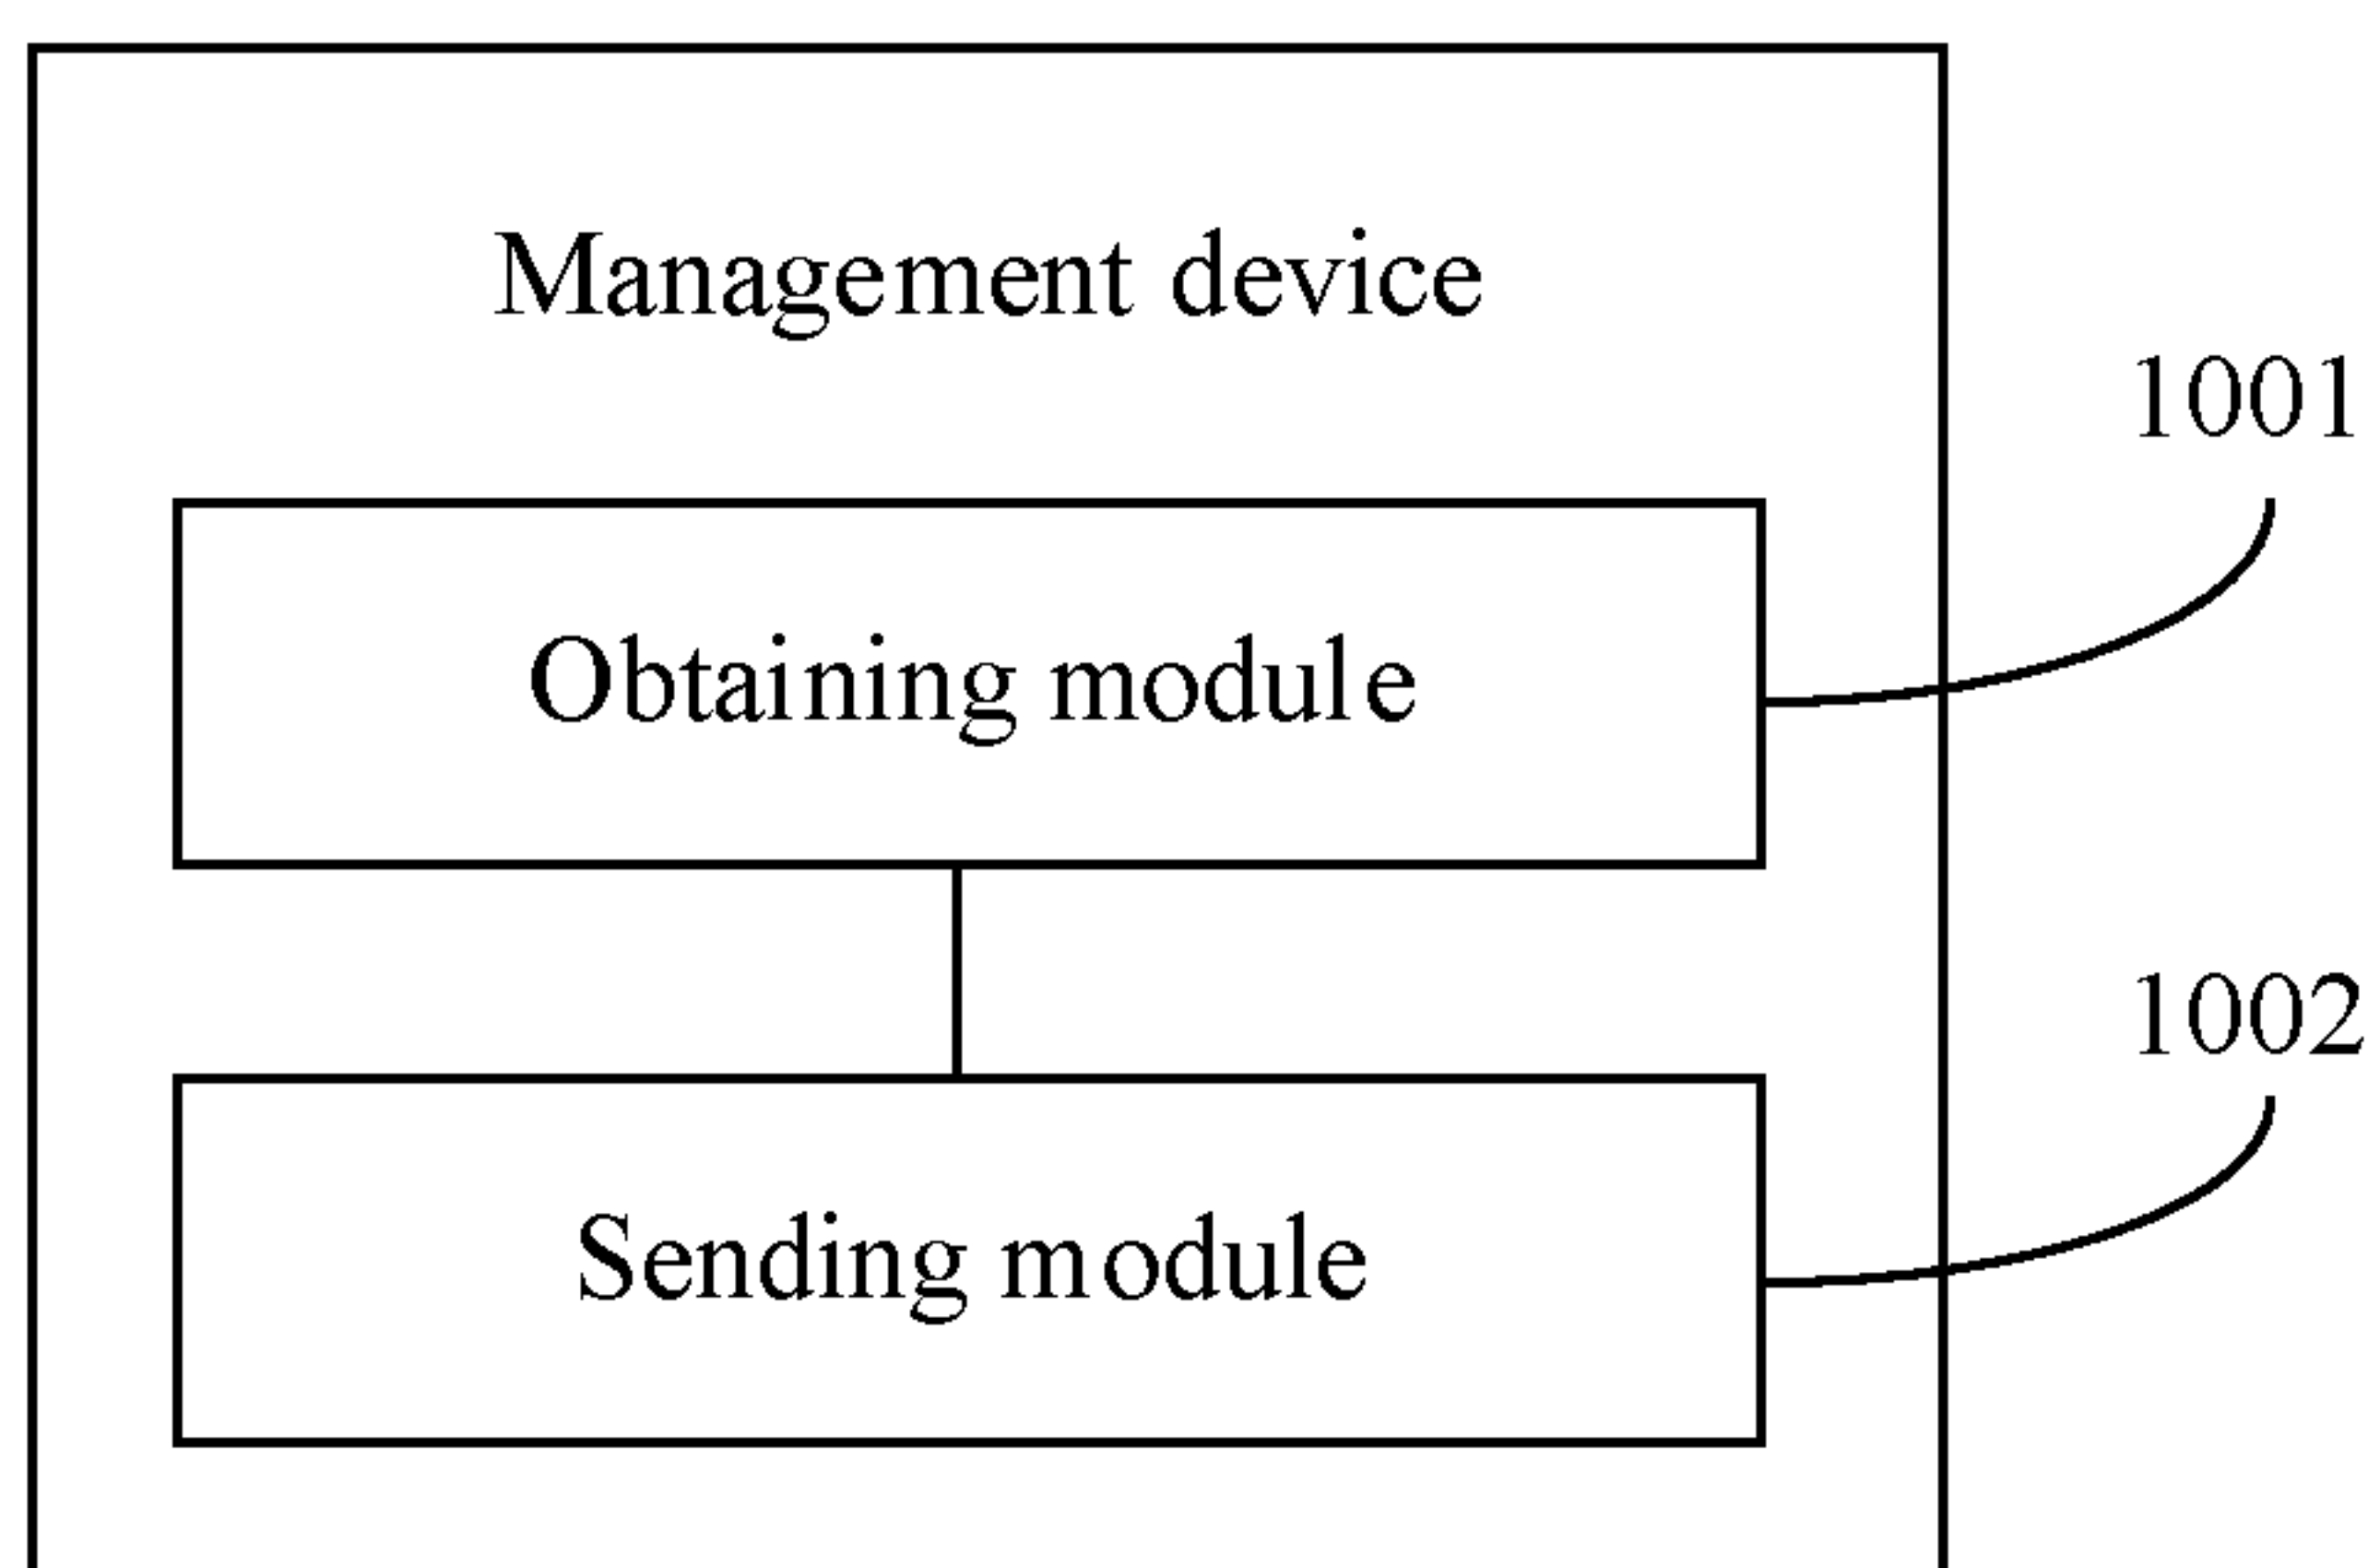 Management device
1001
Obtaining module
1002
Sending module